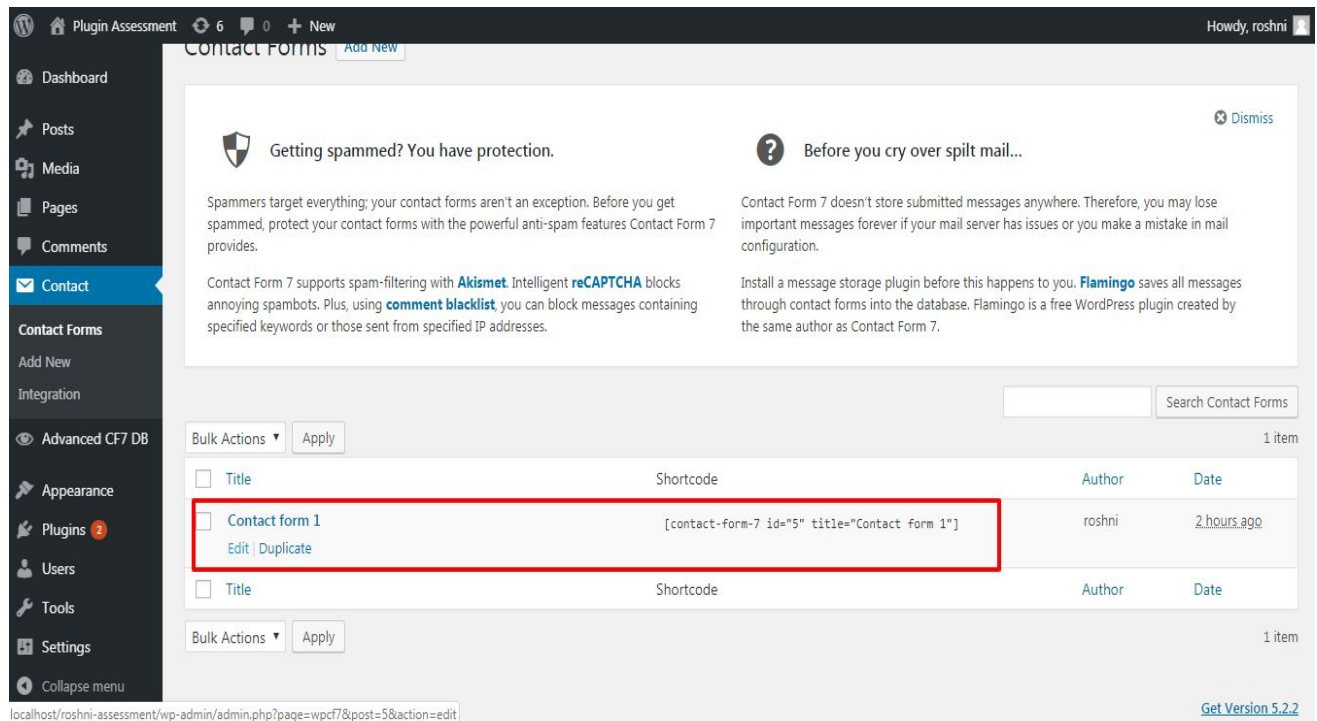 Plugin Assessment 6 0 + New Howdy, roshni
Contact Forms Add New
Dashboard
Posts
Media
Pages
Comments
Contact
Contact Forms
Add New
Integration
Advanced CF7 DB
Appearance
Plugins 2
Users
Tools
Settings
Collapse menu
Dismiss
Getting spammed? You have protection.
Spammers target everything; your contact forms aren't an exception. Before you get
spammed, protect your contact forms with the powerful anti-spam features Contact Form 7
provides.
Contact Form 7 supports spam-filtering with Akismet. Intelligent reCAPTCHA blocks
annoying spambots. Plus, using comment blacklist, you can block messages containing
specified keywords or those sent from specified IP addresses.
Before you cry over spilt mail...
Contact Form 7 doesn't store submitted messages anywhere. Therefore, you may lose
important messages forever if your mail server has issues or you make a mistake in mail
configuration.
Install a message storage plugin before this happens to you. Flamingo saves all messages
through contact forms into the database. Flamingo is a free WordPress plugin created by
the same author as Contact Form 7.
Search Contact Forms
Bulk Actions Apply 1 item
Title Shortcode Author Date
Contact form 1 [contact-form-7 id="5" title="Contact form 1"] roshni 2 hours ago
Edit | Duplicate
Title Shortcode Author Date
Bulk Actions Apply 1 item
localhost/roshni-assessment/wp-admin/admin.php?page=wpcf7&post=5&action=edit
Get Version 5.2.2